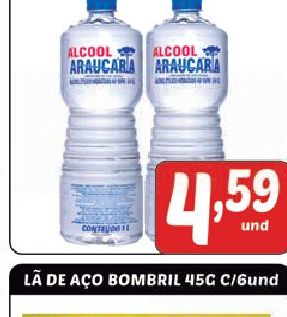 ALCOOL ALCOOL
ARAUCARIA ARAUCARIA
CONTEÚDO 1L
4,59
und
LÃ DE AÇO BOMBRIL 45G C/6und